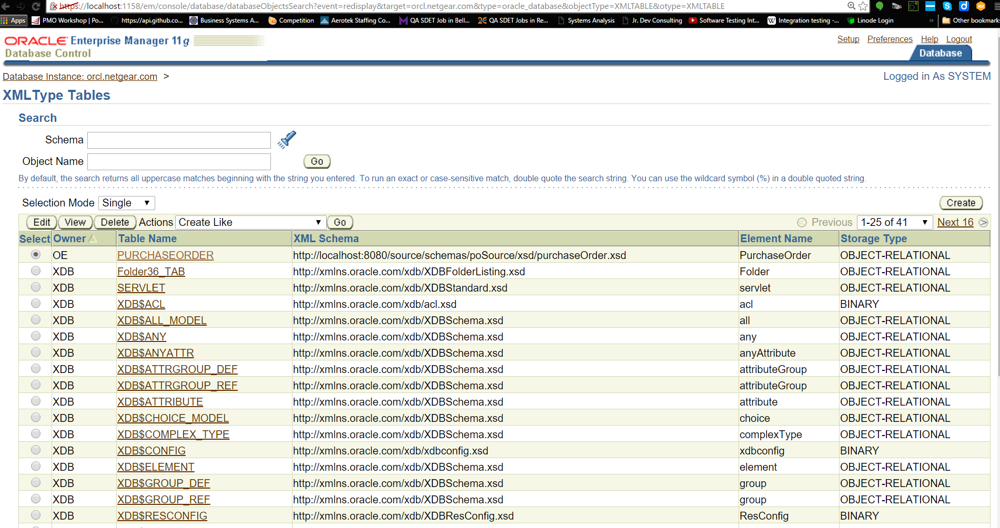 https://localhost:1158/em/console/database/databaseObjectsSearch?event=redisplay&target=orcl.netgear.com&type=oracle_database&objectType=XMLTABLE&otype=XMLTABLE
Apps PMO Workshop | Po... https://api.github.co... Business Systems A... Competition Aerotek Staffing Co... QA SDET Job in Bell... QA SDET Jobs in Re... Systems Analysis Jr. Dev Consulting Software Testing Int... Integration testing -... Linode Login » Other bookmarks
ORACLE Enterprise Manager 11g
Database Control
Setup Preferences Help Logout
Database
Database Instance: orcl.netgear.com >
Logged in As SYSTEM
XMLType Tables
Search
Schema
Object Name Go
By default, the search returns all uppercase matches beginning with the string you entered. To run an exact or case-sensitive match, double quote the search string. You can use the wildcard symbol (%) in a double quoted string.
Selection Mode Single Create
Edit View Delete Actions Create Like Go Previous 1-25 of 41 Next 16
Select Owner Table Name XML Schema Element Name Storage Type
OE PURCHASEORDER http://localhost:8080/source/schemas/poSource/xsd/purchaseOrder.xsd PurchaseOrder OBJECT-RELATIONAL
XDB Folder36_TAB http://xmlns.oracle.com/xdb/XDBFolderListing.xsd Folder OBJECT-RELATIONAL
XDB SERVLET http://xmlns.oracle.com/xdb/XDBStandard.xsd servlet OBJECT-RELATIONAL
XDB XDB$ACL http://xmlns.oracle.com/xdb/acl.xsd acl BINARY
XDB XDB$ALL_MODEL http://xmlns.oracle.com/xdb/XDBSchema.xsd all OBJECT-RELATIONAL
XDB XDB$ANY http://xmlns.oracle.com/xdb/XDBSchema.xsd any OBJECT-RELATIONAL
XDB XDB$ANYATTR http://xmlns.oracle.com/xdb/XDBSchema.xsd anyAttribute OBJECT-RELATIONAL
XDB XDB$ATTRGROUP_DEF http://xmlns.oracle.com/xdb/XDBSchema.xsd attributeGroup OBJECT-RELATIONAL
XDB XDB$ATTRGROUP_REF http://xmlns.oracle.com/xdb/XDBSchema.xsd attributeGroup OBJECT-RELATIONAL
XDB XDB$ATTRIBUTE http://xmlns.oracle.com/xdb/XDBSchema.xsd attribute OBJECT-RELATIONAL
XDB XDB$CHOICE_MODEL http://xmlns.oracle.com/xdb/XDBSchema.xsd choice OBJECT-RELATIONAL
XDB XDB$COMPLEX_TYPE http://xmlns.oracle.com/xdb/XDBSchema.xsd complexType OBJECT-RELATIONAL
XDB XDB$CONFIG http://xmlns.oracle.com/xdb/xdbconfig.xsd xdbconfig BINARY
XDB XDB$ELEMENT http://xmlns.oracle.com/xdb/XDBSchema.xsd element OBJECT-RELATIONAL
XDB XDB$GROUP_DEF http://xmlns.oracle.com/xdb/XDBSchema.xsd group OBJECT-RELATIONAL
XDB XDB$GROUP_REF http://xmlns.oracle.com/xdb/XDBSchema.xsd group OBJECT-RELATIONAL
XDB XDB$RESCONFIG http://xmlns.oracle.com/xdb/XDBResConfig.xsd ResConfig BINARY